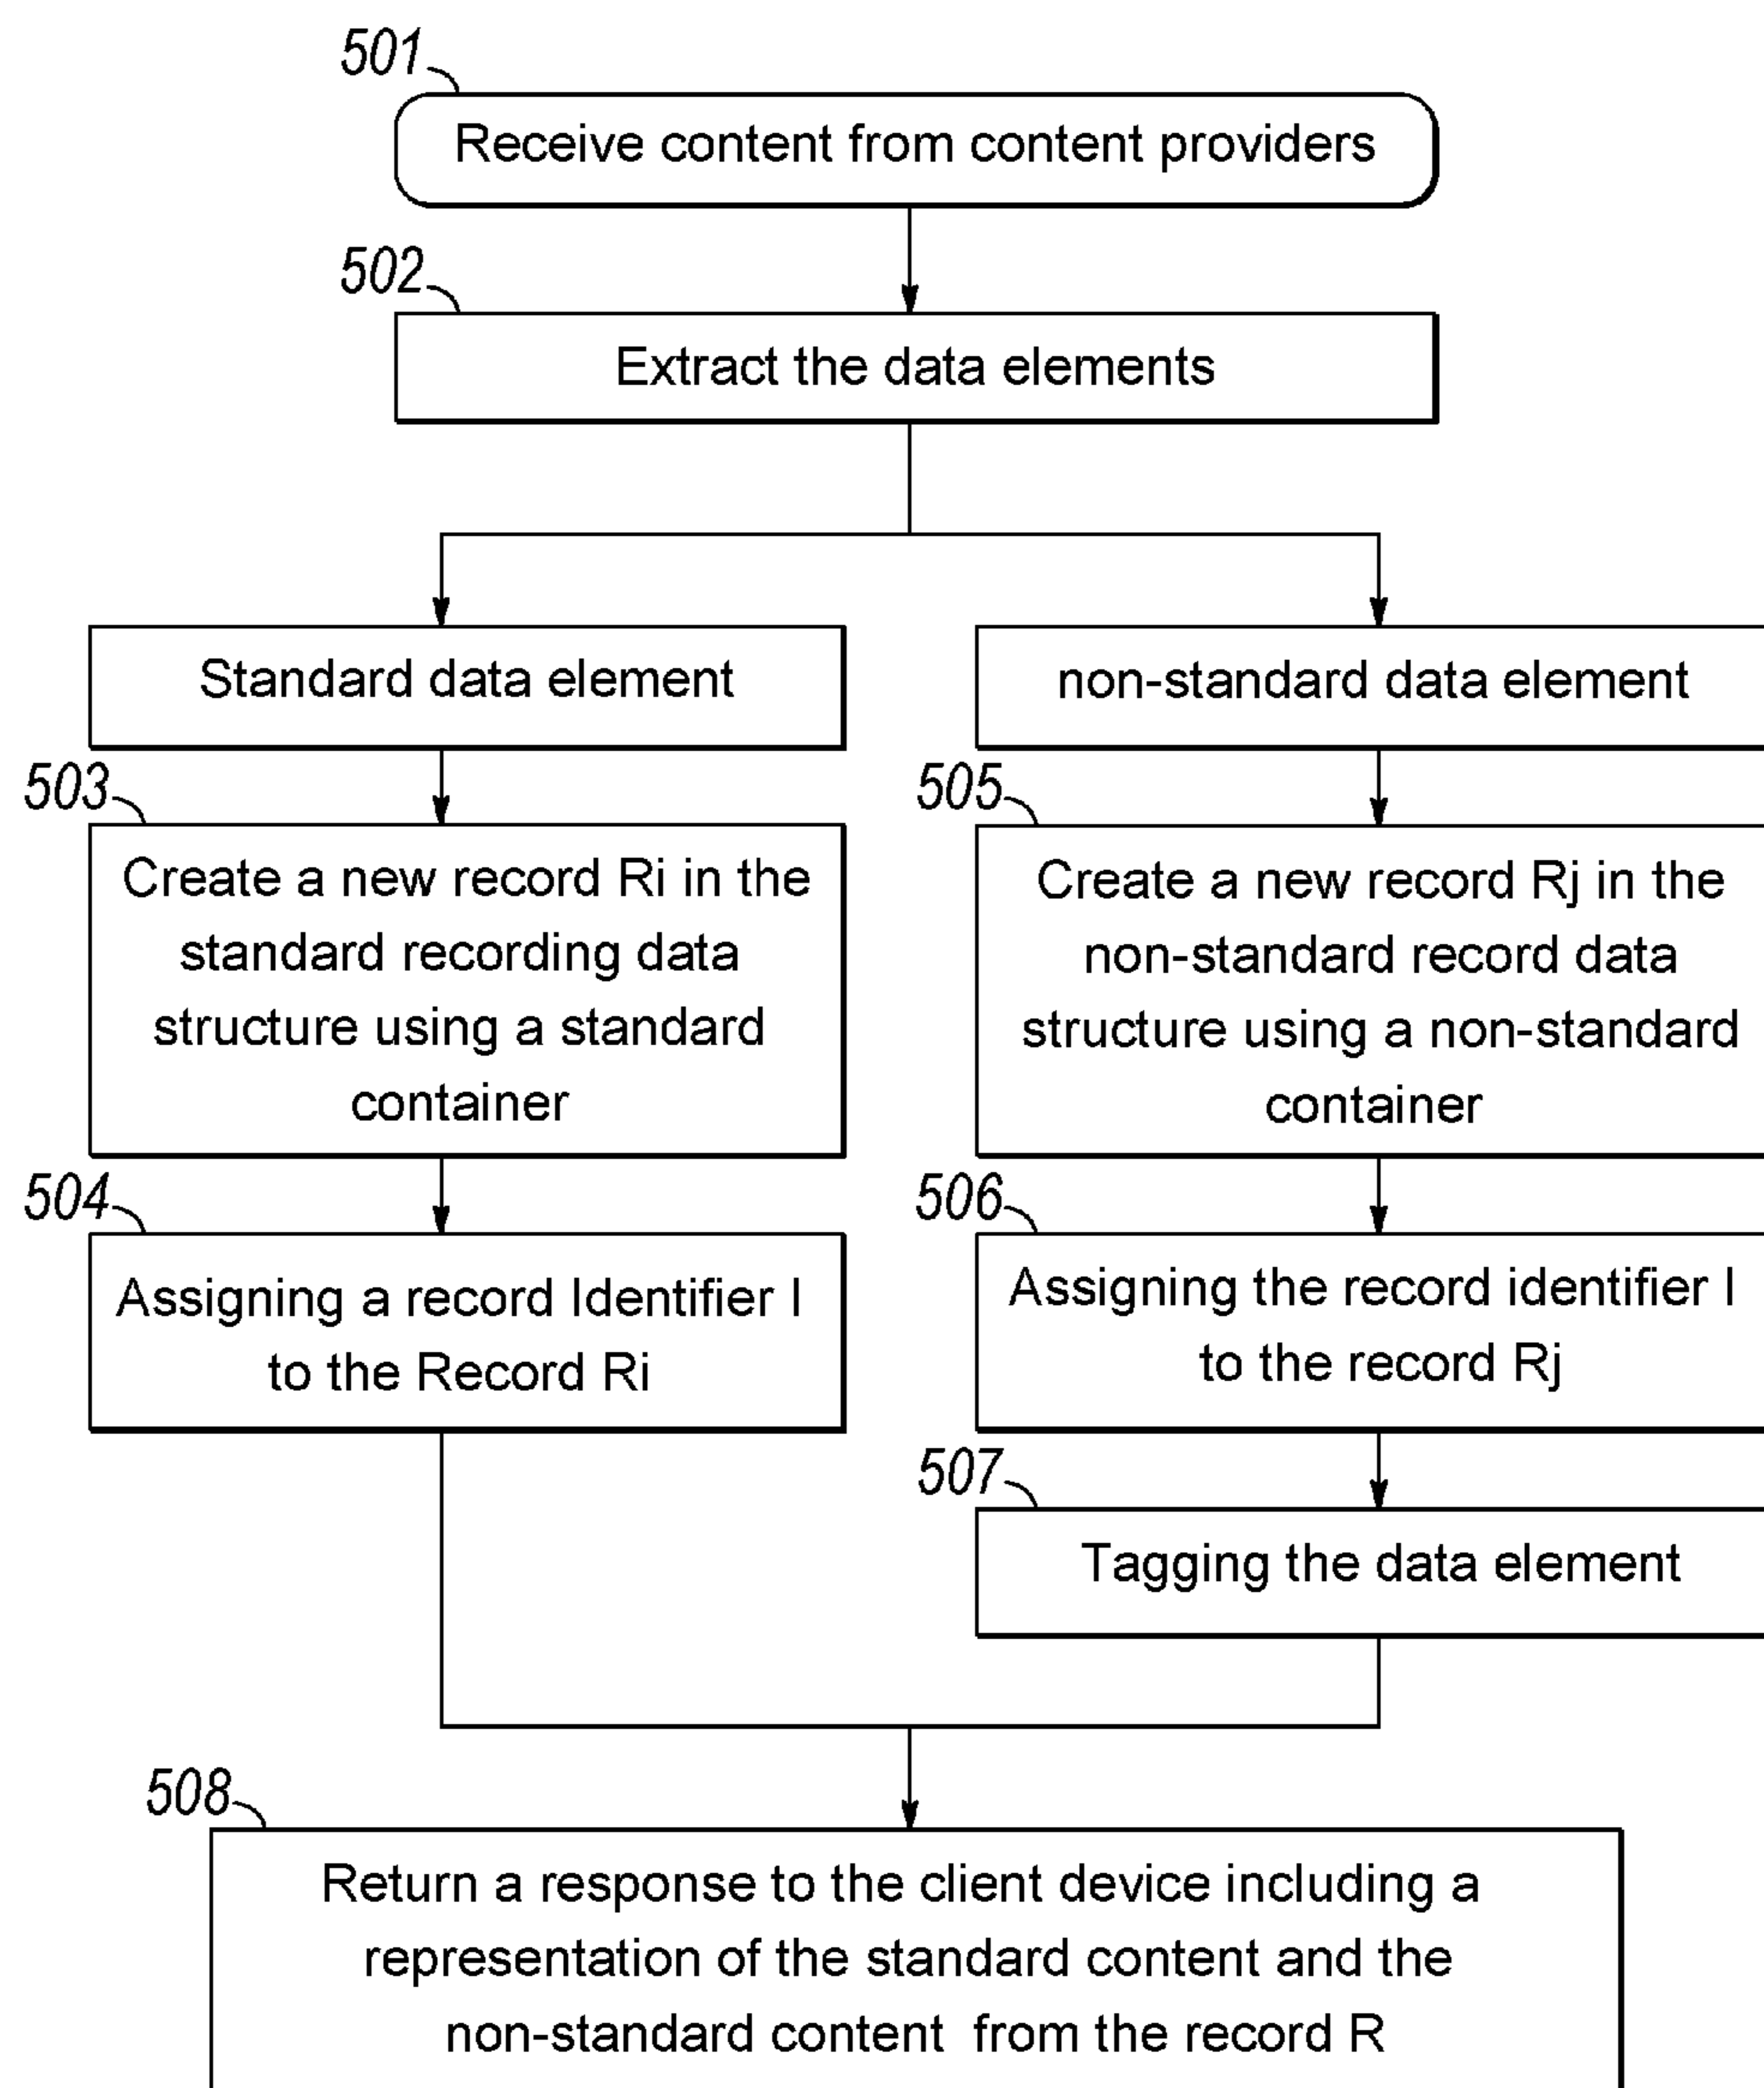 501
Receive content from content providers
502
Extract the data elements
Standard data element
non-standard data element
503
Create a new record Ri in the
standard recording data
structure using a standard
container
505
Create a new record Rj in the
non-standard record data
structure using a non-standard
container
504
Assigning a record Identifier I
to the Record Ri
506
Assigning the record identifier I
to the record Rj
507
Tagging the data element
508
Return a response to the client device including a
representation of the standard content and the
non-standard content from the record R